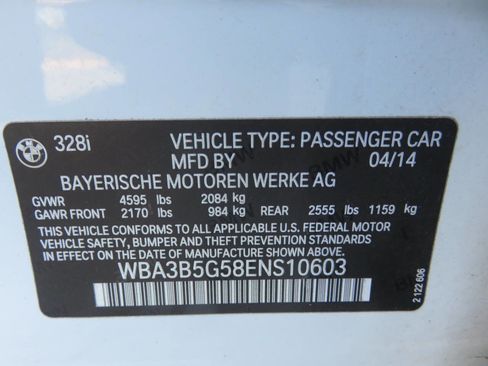 328i VEHICLE TYPE: PASSENGER CAR
MFD BY 04/14
BAYERISCHE MOTOREN WERKE AG
GVWR 4595 lbs 2084 kg
GAWR FRONT 2170 lbs 984 kg REAR 2555 lbs 1159 kg
THIS VEHICLE CONFORMS TO ALL APPLICABLE U.S. FEDERAL MOTOR
VEHICLE SAFETY, BUMPER AND THEFT PREVENTION STANDARDS IN
EFFECT ON THE DATE OF MANUFACTURE SHOWN ABOVE.
WBA3B5G58ENS10603
2 122 606